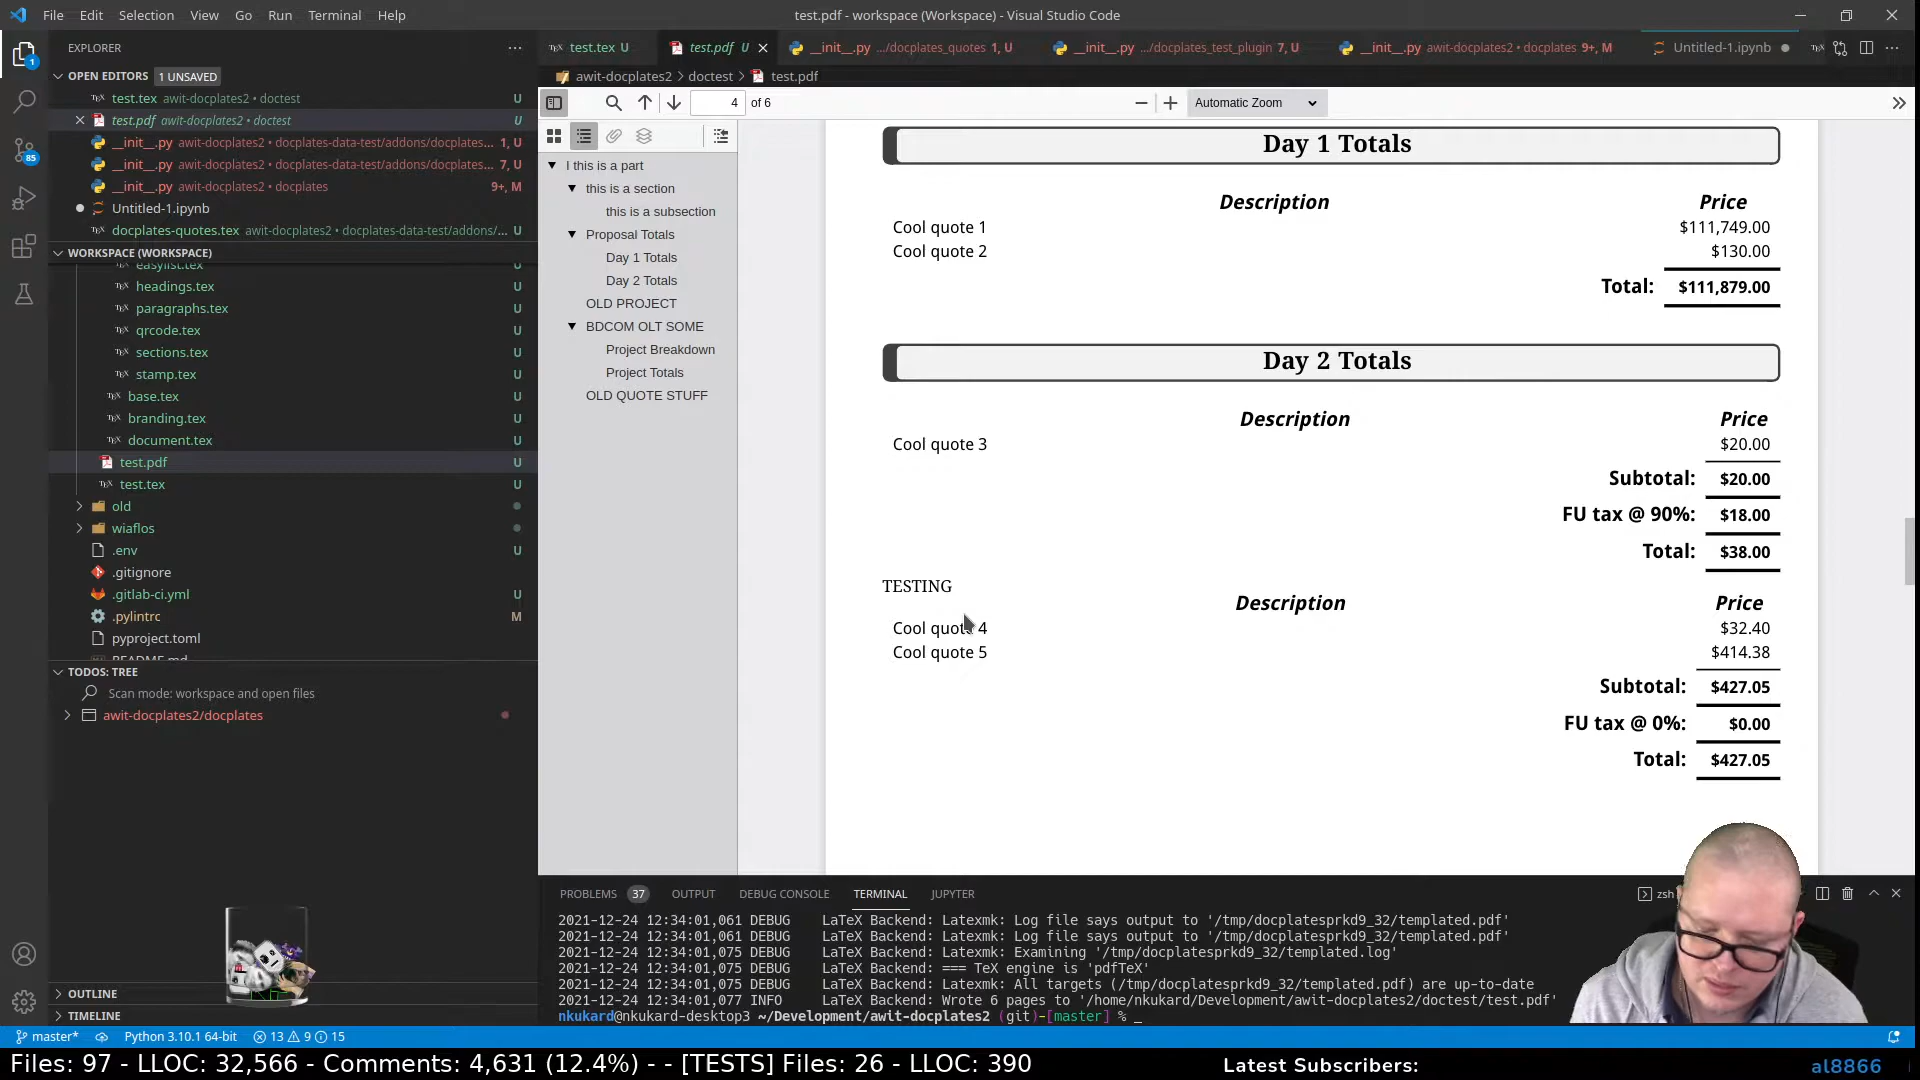 File Edit Selection View Go Run Terminal Help
test.pdf - workspace (Workspace) - Visual Studio Code
EXPLORER
OPEN EDITORS 1 UNSAVED
test.tex awit-docplates2 • doctest U
test.pdf awit-docplates2 • doctest U
__init__.py awit-docplates2 • docplates-data-test/addons/docplates... 1, U
__init__.py awit-docplates2 • docplates-data-test/addons/docplates... 7, U
__init__.py awit-docplates2 • docplates 9+, M
Untitled-1.ipynb
docplates-quotes.tex awit-docplates2 • docplates-data-test/addons/... U
WORKSPACE (WORKSPACE)
easylist.tex U
headings.tex U
paragraphs.tex U
qrcode.tex U
sections.tex U
stamp.tex U
base.tex U
branding.tex U
document.tex U
test.pdf U
test.tex U
old
wiaflos
.env U
.gitignore
.gitlab-ci.yml U
.pylintrc M
pyproject.toml
README.md
TODOS: TREE
Scan mode: workspace and open files
awit-docplates2/docplates
OUTLINE
TIMELINE
1
85
test.tex U
test.pdf U
__init__.py .../docplates_quotes 1, U
__init__.py .../docplates_test_plugin 7, U
__init__.py awit-docplates2 • docplates 9+, M
Untitled-1.ipynb
awit-docplates2 > doctest > test.pdf
4 of 6
Automatic Zoom
I this is a part
this is a section
this is a subsection
Proposal Totals
Day 1 Totals
Day 2 Totals
OLD PROJECT
BDCOM OLT SOME
Project Breakdown
Project Totals
OLD QUOTE STUFF
Day 1 Totals
Description Price
Cool quote 1 $111,749.00
Cool quote 2 $130.00
Total: $111,879.00
Day 2 Totals
Description Price
Cool quote 3 $20.00
Subtotal: $20.00
FU tax @ 90%: $18.00
Total: $38.00
TESTING
Description Price
Cool quote 4 $32.40
Cool quote 5 $414.38
Subtotal: $427.05
FU tax @ 0%: $0.00
Total: $427.05
PROBLEMS 37 OUTPUT DEBUG CONSOLE TERMINAL JUPYTER
zsh
2021-12-24 12:34:01,061 DEBUG LaTeX Backend: Latexmk: Log file says output to '/tmp/docplatesprkd9_32/templated.pdf'
2021-12-24 12:34:01,061 DEBUG LaTeX Backend: Latexmk: Log file says output to '/tmp/docplatesprkd9_32/templated.pdf'
2021-12-24 12:34:01,075 DEBUG LaTeX Backend: Latexmk: Examining '/tmp/docplatesprkd9_32/templated.log'
2021-12-24 12:34:01,075 DEBUG LaTeX Backend: Latexmk: === TeX engine is 'pdfTeX'
2021-12-24 12:34:01,075 DEBUG LaTeX Backend: Latexmk: All targets (/tmp/docplatesprkd9_32/templated.pdf) are up-to-date
2021-12-24 12:34:01,077 INFO LaTeX Backend: Wrote 6 pages to '/home/nkukard/Development/awit-docplates2/doctest/test.pdf'
nkukard@nkukard-desktop3 ~/Development/awit-docplates2 (git)-[master] % _
master* Python 3.10.1 64-bit 13 9 15
Files: 97 - LLOC: 32,566 - Comments: 4,631 (12.4%) - - [TESTS] Files: 26 - LLOC: 390
Latest Subscribers: al8866